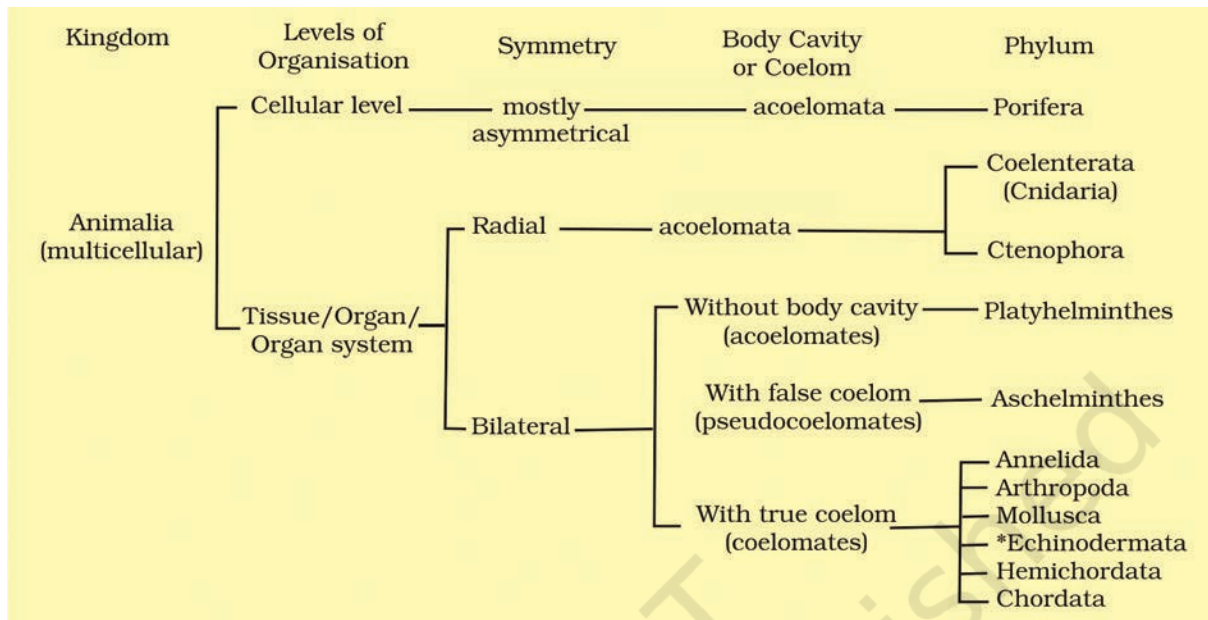 Kingdom
Levels of
Organisation
Symmetry
Body Cavity
or Coelom
Phylum
Cellular level
mostly
asymmetrical
acoelomata
Porifera
Animalia
(multicellular)
Tissue/Organ/
Organ system
Radial
acoelomata
Coelenterata
(Cnidaria)
Ctenophora
Bilateral
Without body cavity
(acoelomates)
Platyhelminthes
With false coelom
(pseudocoelomates)
Aschelminthes
With true coelom
(coelomates)
Annelida
Arthropoda
Mollusca
*Echinodermata
Hemichordata
Chordata